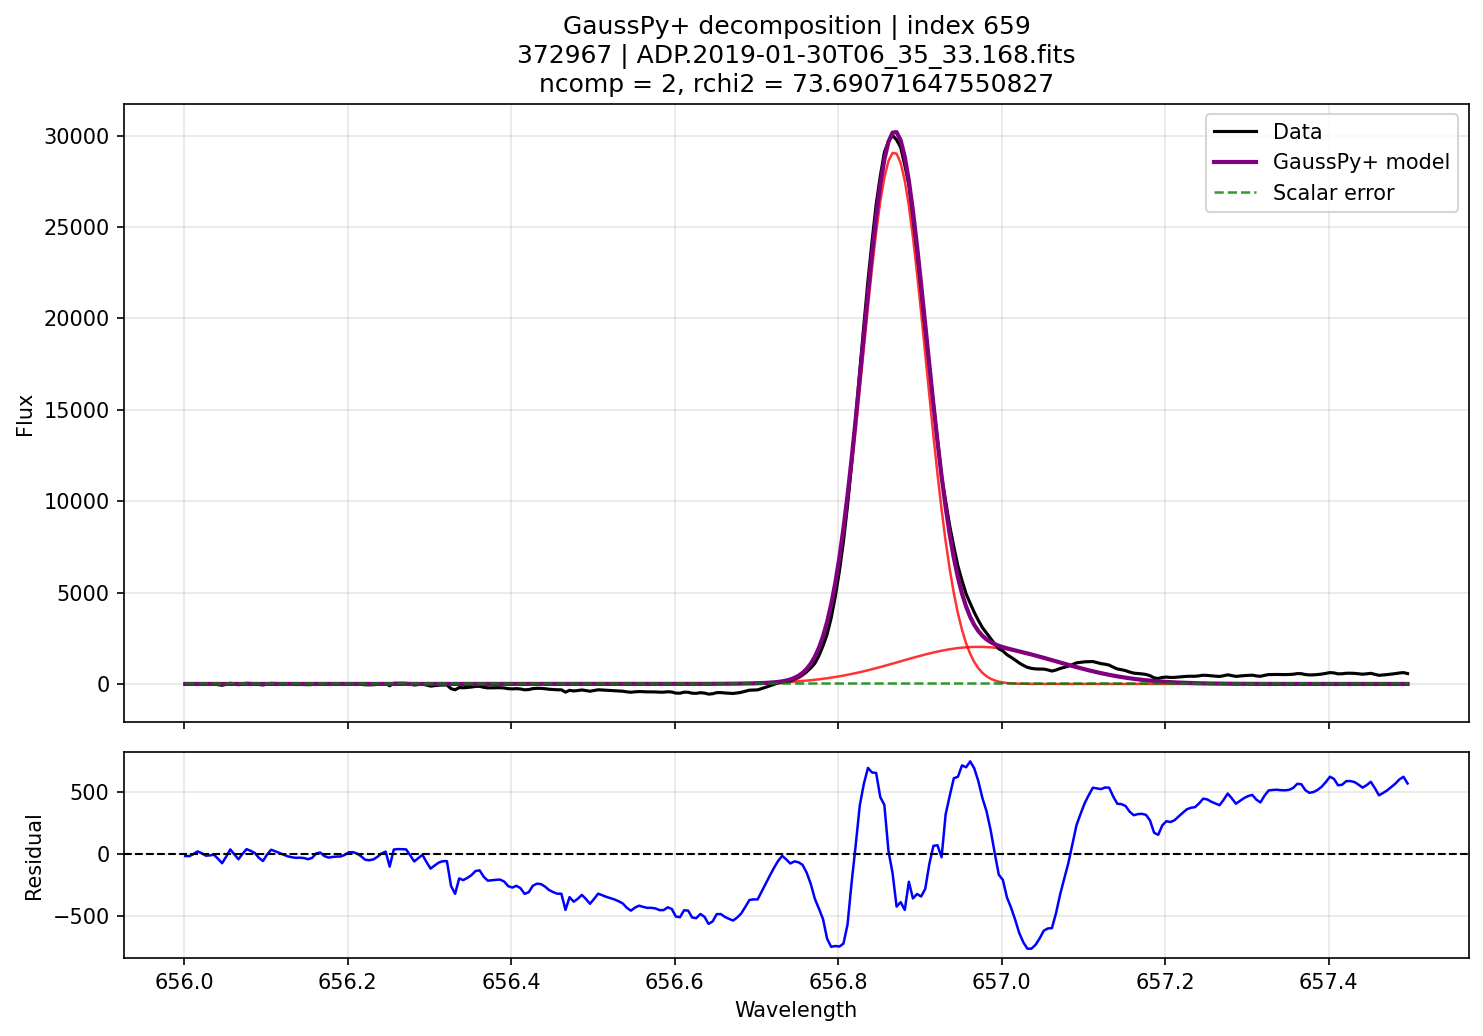 GaussPy+ decomposition | index 659
372967 | ADP.2019-01-30T06_35_33.168.fits
ncomp = 2, rchi2 = 73.69071647550827
Data
GaussPy+ model
Scalar error
30000
25000
20000
15000
10000
5000
0
Flux
500
0
−500
Residual
656.0 656.2 656.4 656.6 656.8 657.0 657.2 657.4
Wavelength